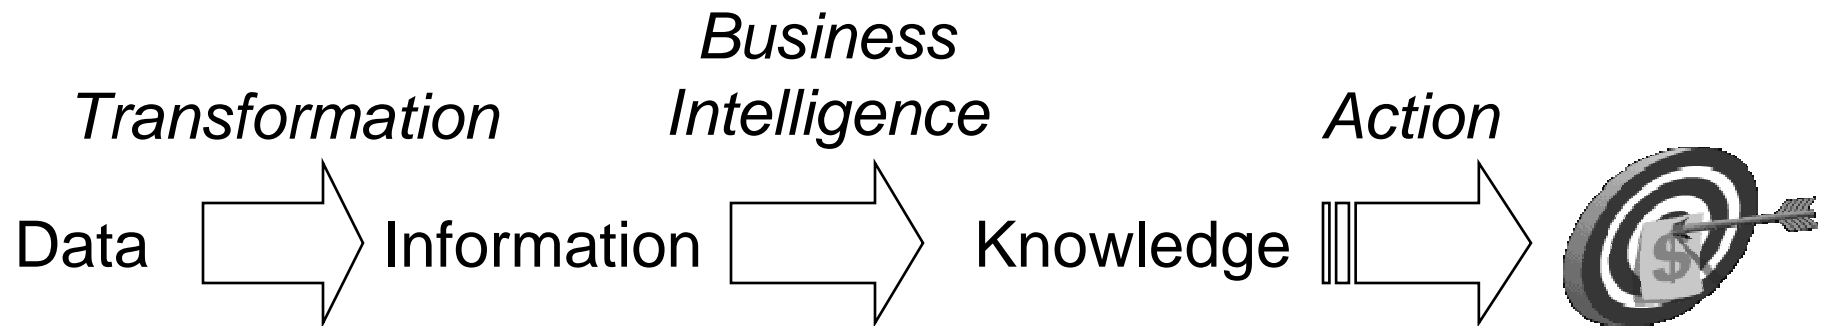 Business
Transformation Intelligence Action
Data Information Knowledge
$